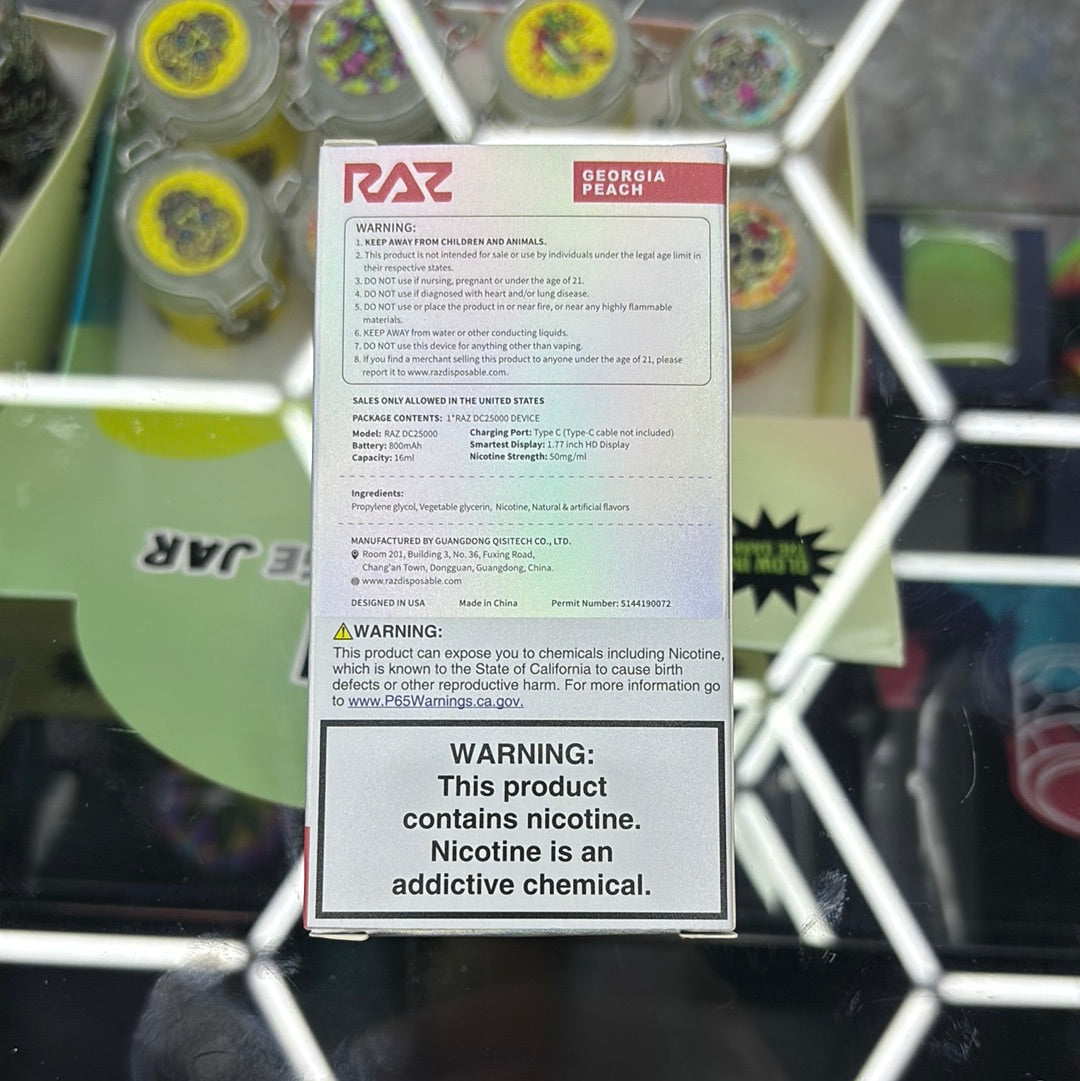 RAZ
GEORGIA
PEACH
WARNING:
1. KEEP AWAY FROM CHILDREN AND ANIMALS.
2. This product is not intended for sale or use by individuals under the legal age limit in
their respective states.
3. DO NOT use if nursing, pregnant or under the age of 21.
4. DO NOT use if diagnosed with heart and/or lung disease.
5. DO NOT use or place the product in or near fire, or near any highly flammable
materials.
6. KEEP AWAY from water or other conducting liquids.
7. DO NOT use this device for anything other than vaping.
8. If you find a merchant selling this product to anyone under the age of 21, please
report it to www.razdisposable.com.
SALES ONLY ALLOWED IN THE UNITED STATES
PACKAGE CONTENTS: 1*RAZ DC25000 DEVICE
Model: RAZ DC25000 Charging Port: Type C (Type-C cable not included)
Battery: 800mAh Smartest Display: 1.77 inch HD Display
Capacity: 16ml Nicotine Strength: 50mg/ml
Ingredients:
Propylene glycol, Vegetable glycerin, Nicotine, Natural & artificial flavors
MANUFACTURED BY GUANGDONG QISITECH CO., LTD.
Room 201, Building 3, No. 36, Fuxing Road,
Chang'an Town, Dongguan, Guangdong, China.
www.razdisposable.com
DESIGNED IN USA Made in China Permit Number: 5144190072
WARNING:
This product can expose you to chemicals including Nicotine,
which is known to the State of California to cause birth
defects or other reproductive harm. For more information go
to www.P65Warnings.ca.gov.
WARNING:
This product
contains nicotine.
Nicotine is an
addictive chemical.
JAR
GLOW IN
THE DARK